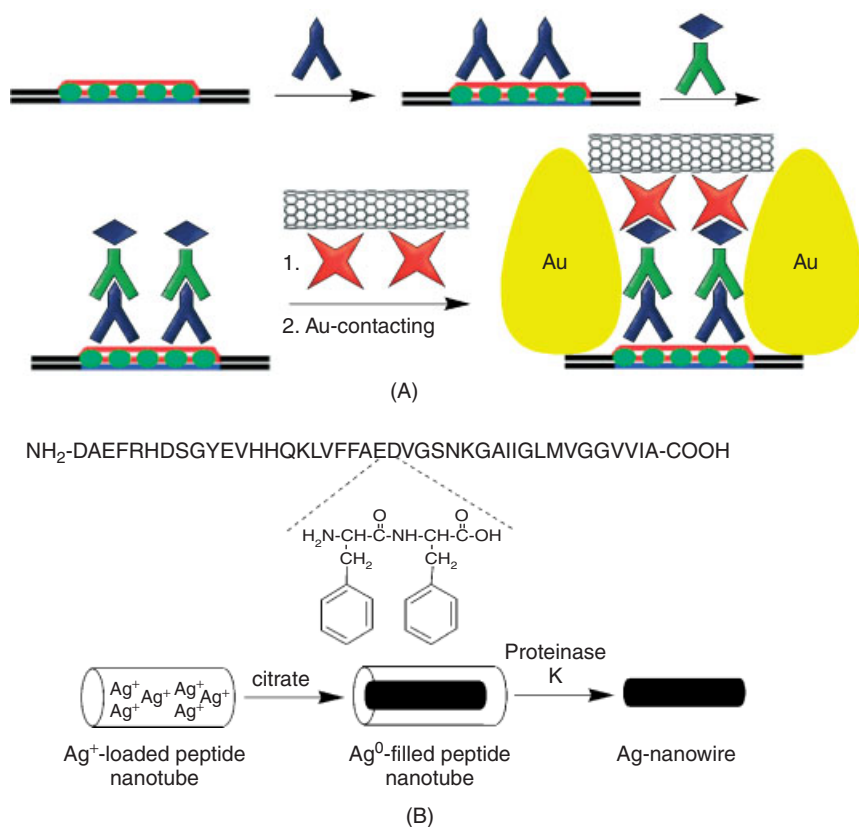 Au
Au
1.
2. Au-contacting
(A)
NH₂-DAEFRHDSGYEVHHQKLVFFAEDVGSNKGAIIGLMVGGVVIA-COOH
O
O
H₂N-CH-C-NH-CH-C-OH
CH₂
CH₂
Ag⁺
Ag⁺
Ag⁺
Ag⁺
Ag⁺
Ag⁺
citrate
Proteinase
K
Ag⁺-loaded peptide
nanotube
Ag⁰-filled peptide
nanotube
Ag-nanowire
(B)